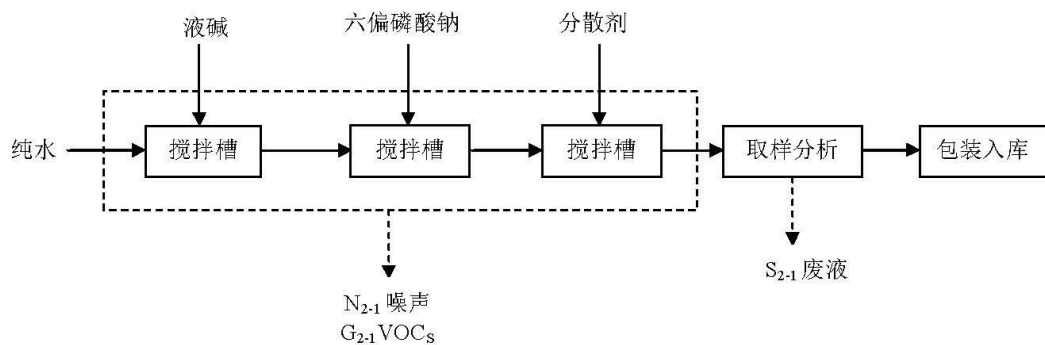 液碱
六偏磷酸钠
分散剂
纯水
搅拌槽
搅拌槽
搅拌槽
取样分析
包装入库
S₂₋₁废液
N₂₋₁噪声
G₂₋₁VOCₛ